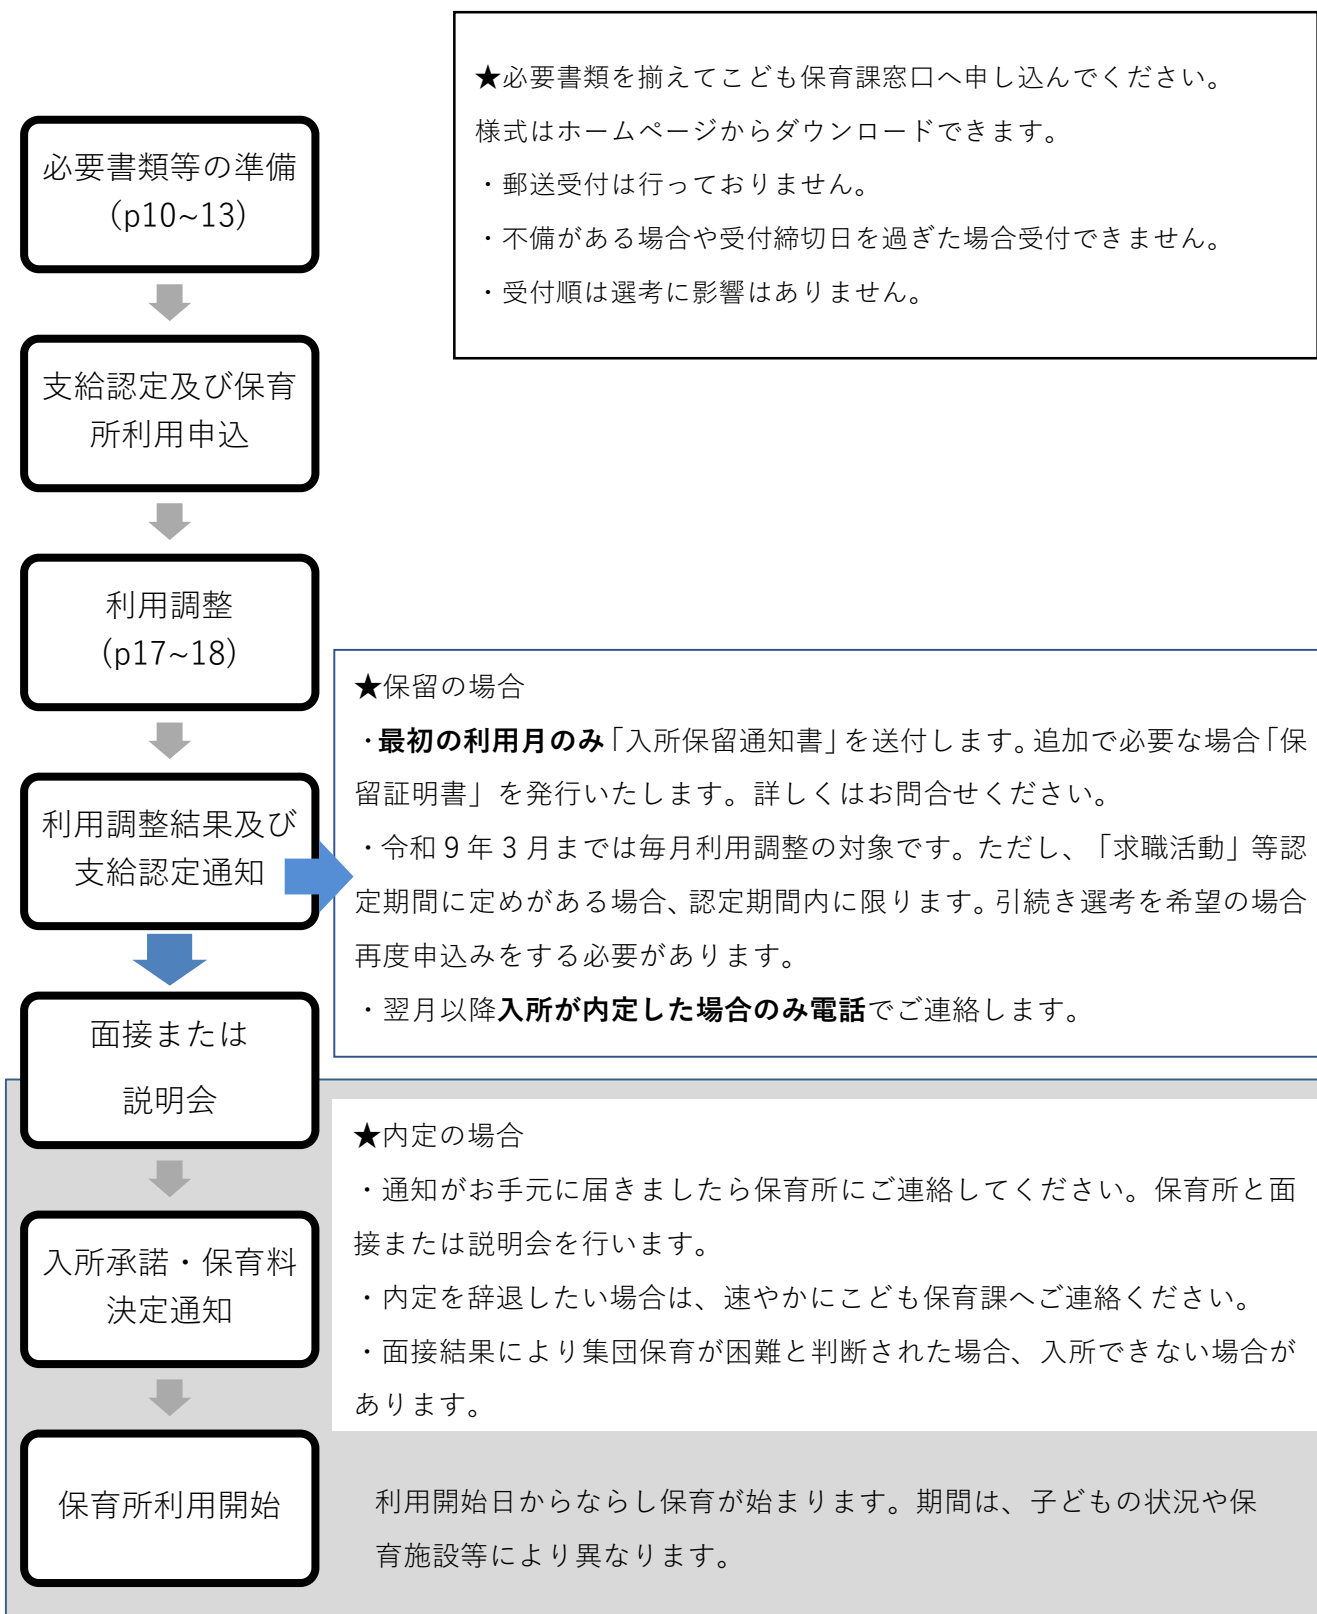 ★必要書類を揃えてこども保育課窓口へ申し込んでください。
様式はホームページからダウンロードできます。
・郵送受付は行っておりません。
・不備がある場合や受付締切日を過ぎた場合受付できません。
・受付順は選考に影響はありません。
必要書類等の準備
(p10~13)
支給認定及び保育
所利用申込
利用調整
(p17~18)
利用調整結果及び
支給認定通知
★保留の場合
・最初の利用月のみ「入所保留通知書」を送付します。追加で必要な場合「保
留証明書」を発行いたします。詳しくはお問合せください。
・令和9年3月までは毎月利用調整の対象です。ただし、「求職活動」等認
定期間に定めがある場合、認定期間内に限ります。引続き選考を希望の場合
再度申込みをする必要があります。
・翌月以降入所が内定した場合のみ電話でご連絡します。
面接または
説明会
★内定の場合
・通知がお手元に届きましたら保育所にご連絡してください。保育所と面
接または説明会を行います。
・内定を辞退したい場合は、速やかにこども保育課へご連絡ください。
・面接結果により集団保育が困難と判断された場合、入所できない場合が
あります。
入所承諾・保育料
決定通知
保育所利用開始
利用開始日からならし保育が始まります。期間は、子どもの状況や保
育施設等により異なります。